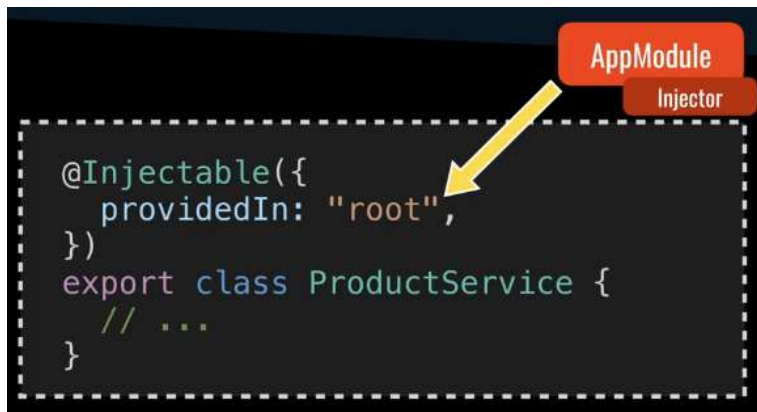 AppModule
Injector
@Injectable({
  providedIn: "root",
})
export class ProductService {
  // ...
}